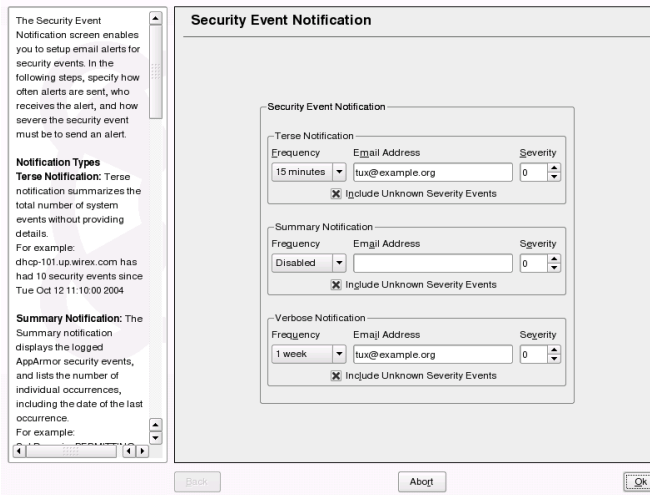 The Security Event
Notification screen enables
you to setup email alerts for
security events. In the
following steps, specify how
often alerts are sent, who
receives the alert, and how
severe the security event
must be to send an alert.
Notification Types
Terse Notification: Terse
notification summarizes the
total number of system
events without providing
details.
For example:
dhcp-101.up.wirex.com has
had 10 security events since
Tue Oct 12 11:10:00 2004
Summary Notification: The
Summary notification
displays the logged
AppArmor security events,
and lists the number of
individual occurrences,
including the date of the last
occurrence.
For example:
Security Event Notification
Security Event Notification
Terse Notification
Frequency Email Address Severity
15 minutes tux@example.org 0
Include Unknown Severity Events
Summary Notification
Frequency Email Address Severity
Disabled 0
Include Unknown Severity Events
Verbose Notification
Frequency Email Address Severity
1 week tux@example.org 0
Include Unknown Severity Events
Back Abort Ok